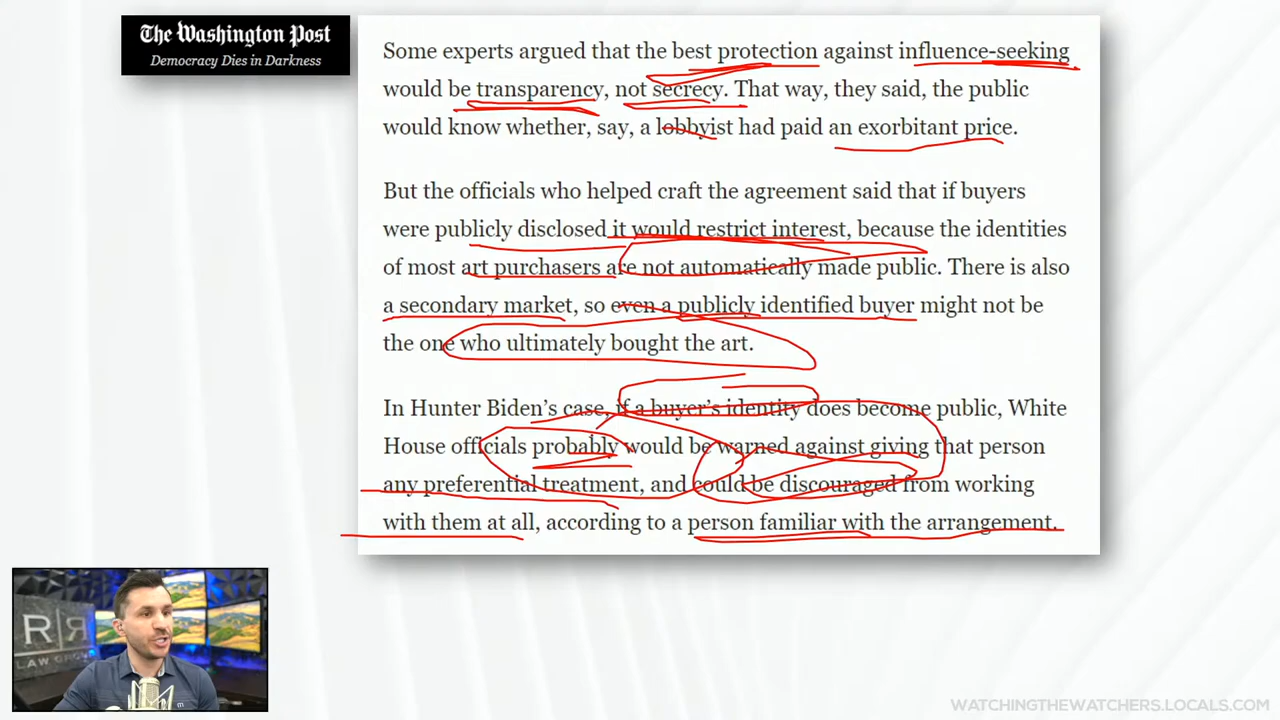 The Washington Post
Democracy Dies in Darkness
Some experts argued that the best protection against influence-seeking
would be transparency, not secrecy. That way, they said, the public
would know whether, say, a lobbyist had paid an exorbitant price.
But the officials who helped craft the agreement said that if buyers
were publicly disclosed it would restrict interest, because the identities
of most art purchasers are not automatically made public. There is also
a secondary market, so even a publicly identified buyer might not be
the one who ultimately bought the art.
In Hunter Biden’s case, if a buyer’s identity does become public, White
House officials probably would be warned against giving that person
any preferential treatment, and could be discouraged from working
with them at all, according to a person familiar with the arrangement.
R|R
LAW GROUP
WATCHINGTHEWATCHERS.LOCALS.COM